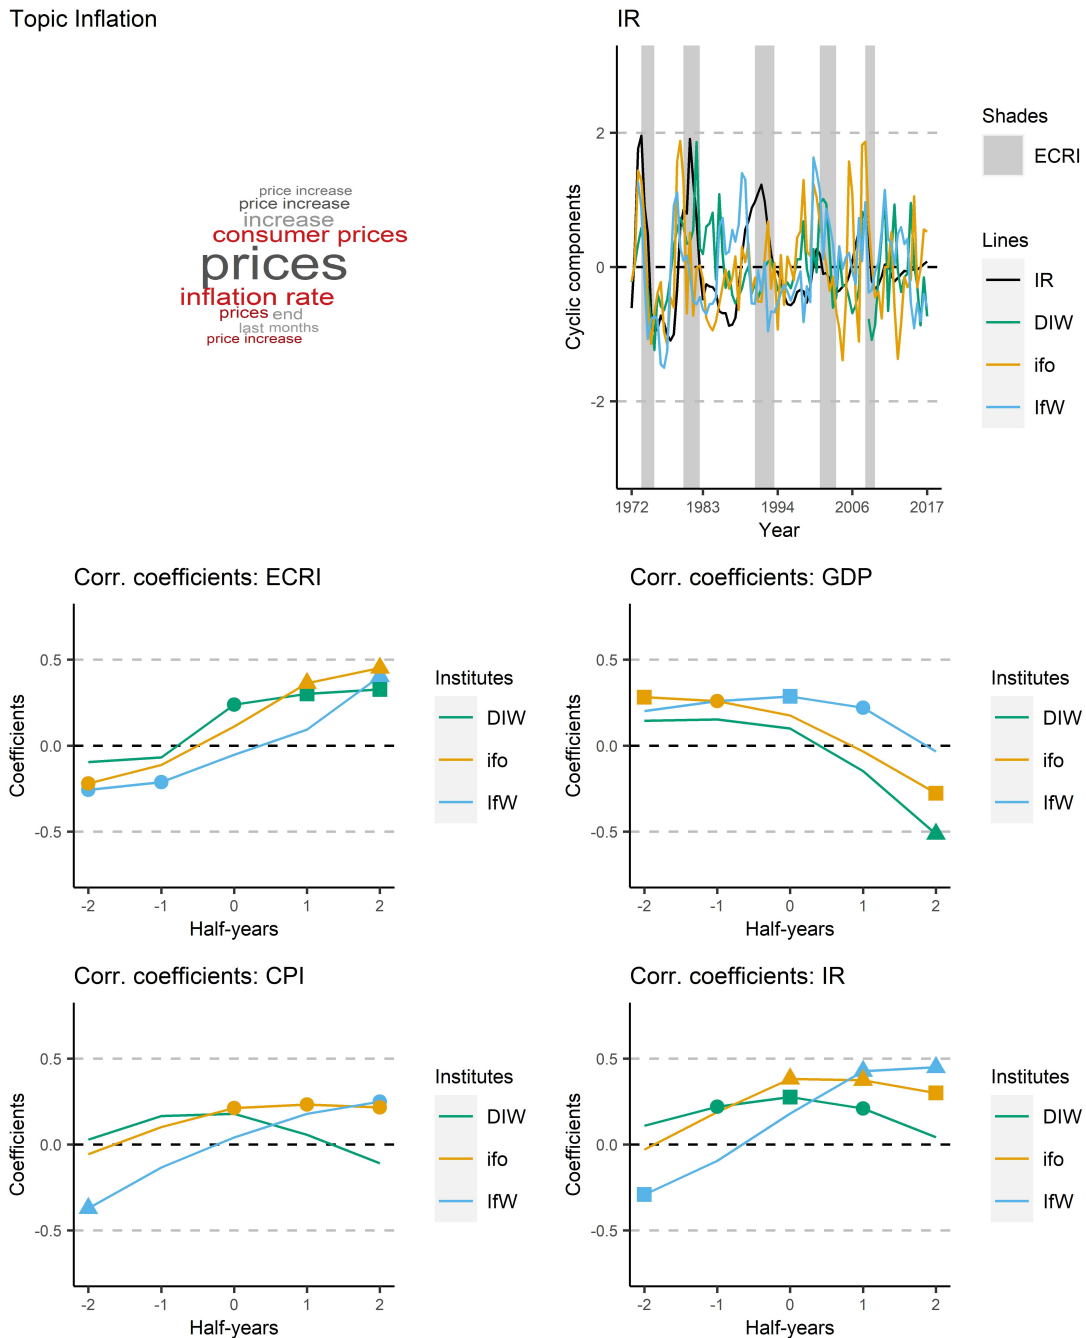 Topic Inflation
price increase
price increase
increase
consumer prices
prices
inflation rate
prices end
last months
price increase
IR
Cyclic components
2
0
-2
1972 1983 1994 2006 2017
Year
Shades
ECRI
Lines
IR
DIW
ifo
IfW
Corr. coefficients: ECRI
Coefficients
0.5
0.0
-0.5
-2 -1 0 1 2
Half-years
Institutes
DIW
ifo
IfW
Corr. coefficients: GDP
Coefficients
0.5
0.0
-0.5
-2 -1 0 1 2
Half-years
Institutes
DIW
ifo
IfW
Corr. coefficients: CPI
Coefficients
0.5
0.0
-0.5
-2 -1 0 1 2
Half-years
Institutes
DIW
ifo
IfW
Corr. coefficients: IR
Coefficients
0.5
0.0
-0.5
-2 -1 0 1 2
Half-years
Institutes
DIW
ifo
IfW